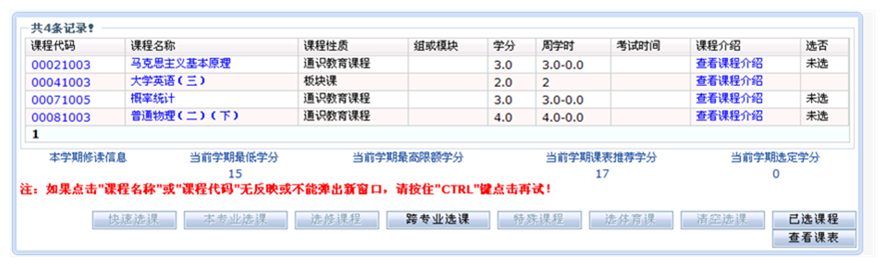 共4条记录!
课程代码 课程名称 课程性质 组或模块 学分 周学时 考试时间 课程介绍 选否
00021003 马克思主义基本原理 通识教育课程 3.0 3.0-0.0 查看课程介绍 未选
00041003 大学英语(三) 板块课 2.0 2 查看课程介绍
00071005 概率统计 通识教育课程 3.0 3.0-0.0 查看课程介绍 未选
00081003 普通物理(二)(下) 通识教育课程 4.0 4.0-0.0 查看课程介绍 未选
1
本学期修读信息 当前学期最低学分 当前学期最高限额学分 当前学期课表推荐学分 当前学期选定学分
15 17 0
注：如果点击"课程名称"或"课程代码"无反映或不能弹出新窗口，请按住"CTRL"键点击再试！
快速选课 本专业选课 选修课程 跨专业选课 特殊课程 选体育课 清空选课 已选课程
查看课表